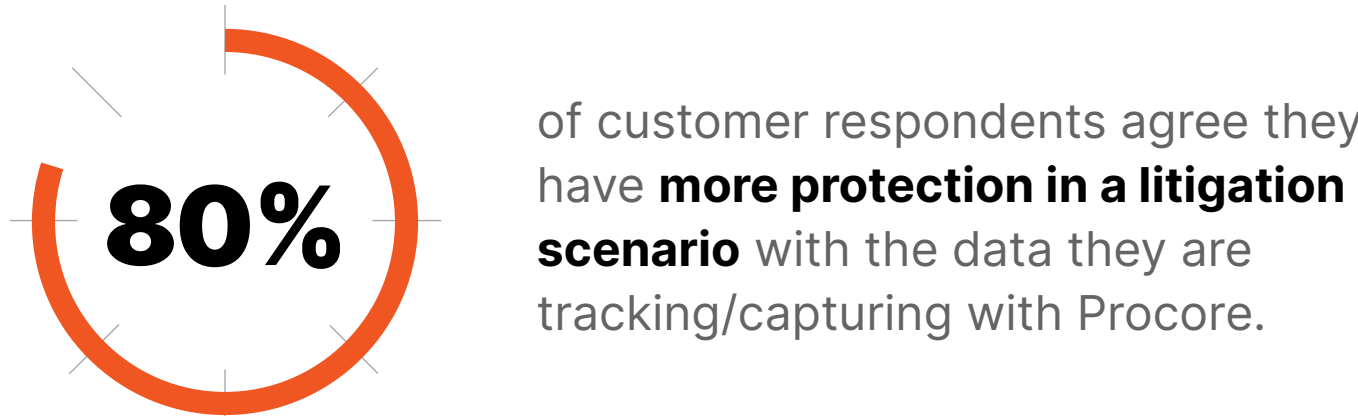 80%
of customer respondents agree they
have more protection in a litigation
scenario with the data they are
tracking/capturing with Procore.